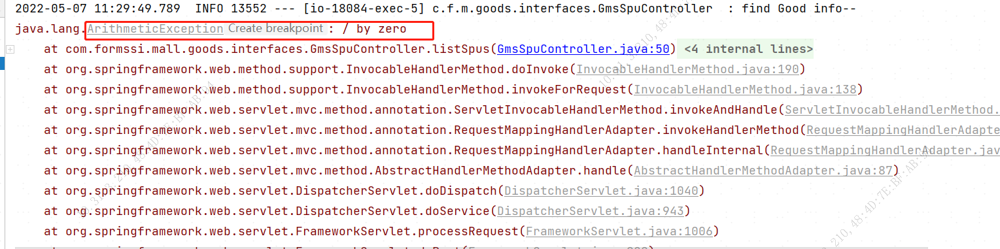 2022-05-07 11:29:49.789  INFO 13552 --- [io-18084-exec-5] c.f.m.goods.interfaces.GmsSpuController  : find Good info--
java.lang.ArithmeticException Create breakpoint : / by zero
at com.formssi.mall.goods.interfaces.GmsSpuController.listSpus(GmsSpuController.java:50) <4 internal lines>
at org.springframework.web.method.support.InvocableHandlerMethod.doInvoke(InvocableHandlerMethod.java:190)
at org.springframework.web.method.support.InvocableHandlerMethod.invokeForRequest(InvocableHandlerMethod.java:138)
at org.springframework.web.servlet.mvc.method.annotation.ServletInvocableHandlerMethod.invokeAndHandle(ServletInvocableHandlerMethod.
at org.springframework.web.servlet.mvc.method.annotation.RequestMappingHandlerAdapter.invokeHandlerMethod(RequestMappingHandlerAdapte
at org.springframework.web.servlet.mvc.method.annotation.RequestMappingHandlerAdapter.handleInternal(RequestMappingHandlerAdapter.jav
at org.springframework.web.servlet.mvc.method.AbstractHandlerMethodAdapter.handle(AbstractHandlerMethodAdapter.java:87)
at org.springframework.web.servlet.DispatcherServlet.doDispatch(DispatcherServlet.java:1040)
at org.springframework.web.servlet.DispatcherServlet.doService(DispatcherServlet.java:943)
at org.springframework.web.servlet.FrameworkServlet.processRequest(FrameworkServlet.java:1006)